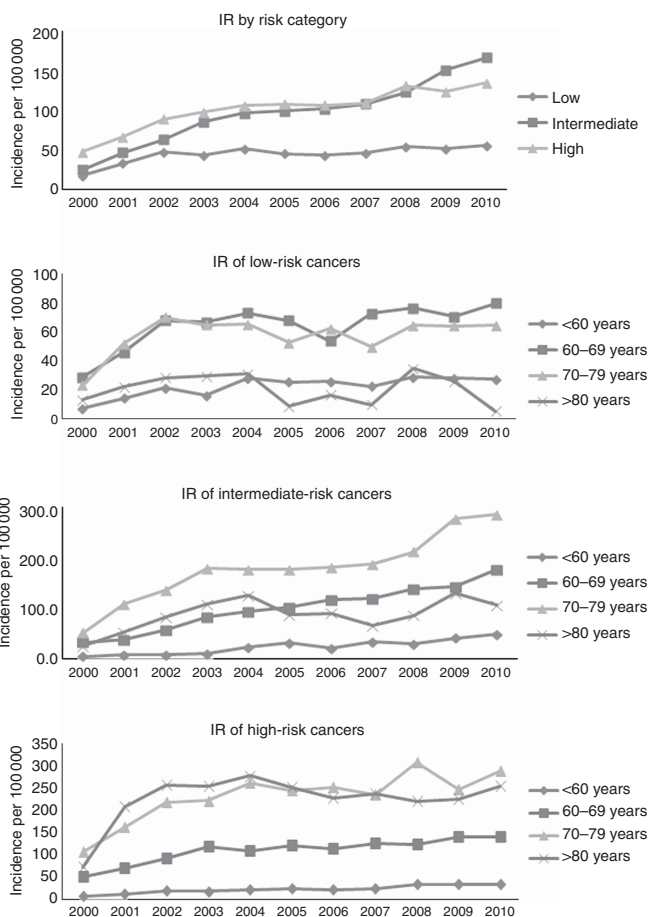 IR by risk category
Incidence per 100 000
200
150
100
50
0
2000 2001 2002 2003 2004 2005 2006 2007 2008 2009 2010
Low
Intermediate
High
IR of low-risk cancers
Incidence per 100 000
100
80
60
40
20
0
2000 2001 2002 2003 2004 2005 2006 2007 2008 2009 2010
<60 years
60–69 years
70–79 years
>80 years
IR of intermediate-risk cancers
Incidence per 100 000
300.0
200.0
100.0
0.0
2000 2001 2002 2003 2004 2005 2006 2007 2008 2009 2010
<60 years
60–69 years
70–79 years
>80 years
IR of high-risk cancers
Incidence per 100 000
350
300
250
200
150
100
50
0
2000 2001 2002 2003 2004 2005 2006 2007 2008 2009 2010
<60 years
60–69 years
70–79 years
>80 years